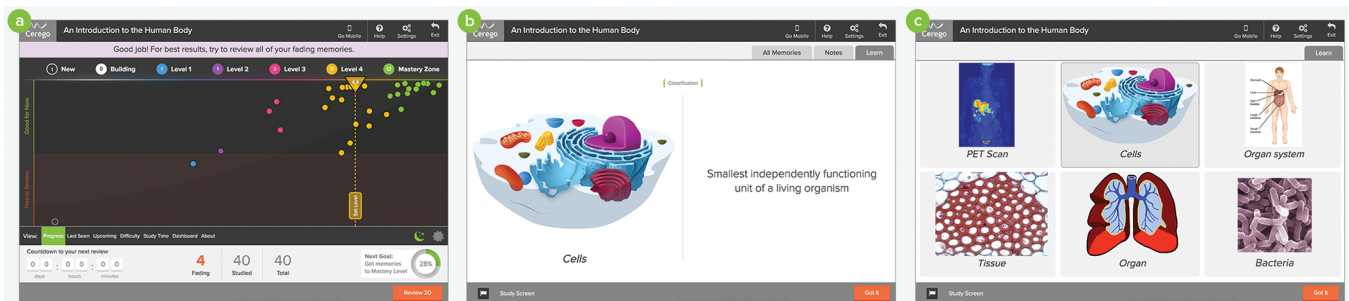 a
Cerego
An Introduction to the Human Body
Go Mobile
Help
Settings
Exit
Good job! For best results, try to review all of your fading memories.
1 New
0 Building
1 Level 1
1 Level 2
3 Level 3
Level 4
Mastery Zone
4.4
Good for Now
Needs Review
Set Level
View: Progress Last Seen Upcoming Difficulty Study Time Dashboard About
Countdown to your next review
0 0 : 0 0 : 0 0
days hours minutes
4
Fading
40
Studied
40
Total
Next Goal:
Get memories
to Mastery Level
28%
Review 20
b
Cerego
An Introduction to the Human Body
Go Mobile
Help
Settings
Exit
All Memories
Notes
Learn
Classification
Smallest independently functioning
unit of a living organism
Cells
Study Screen
Got It
c
Cerego
An Introduction to the Human Body
Go Mobile
Help
Settings
Exit
Learn
PET Scan
Cells
Stomach
Liver
Organ system
Tissue
Organ
Bacteria
Study Screen
Got It